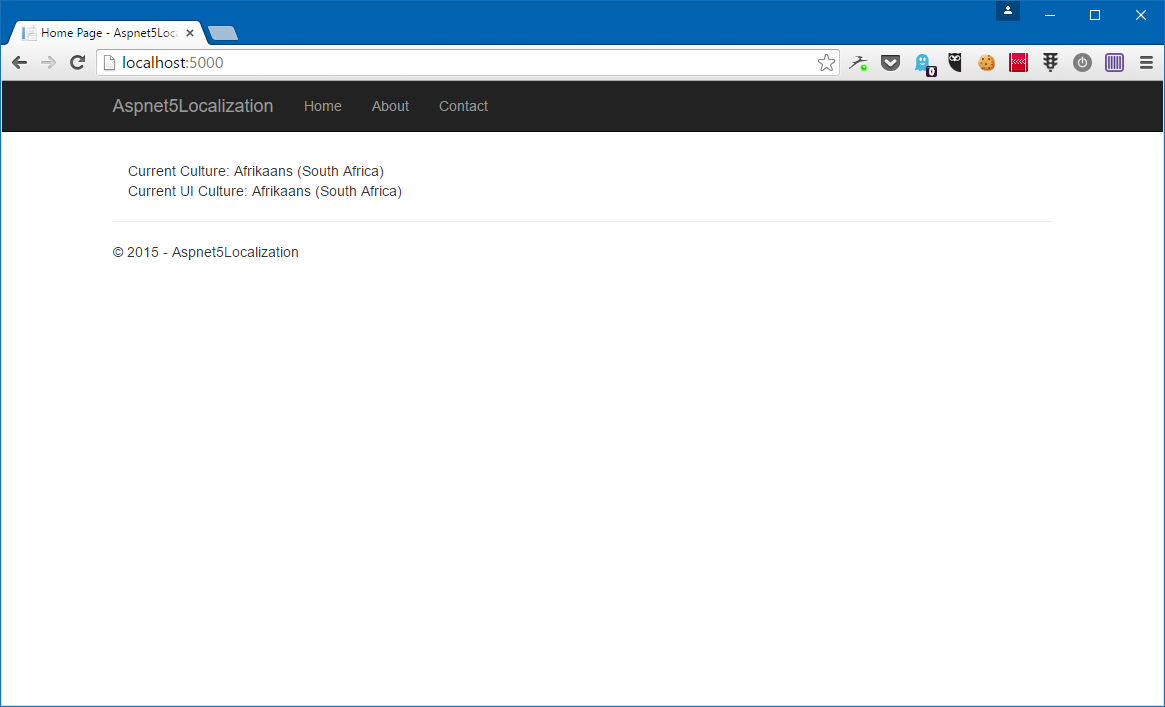 Home Page - Aspnet5Loc
localhost:5000
0
Aspnet5Localization Home About Contact
Current Culture: Afrikaans (South Africa)
Current UI Culture: Afrikaans (South Africa)
© 2015 - Aspnet5Localization